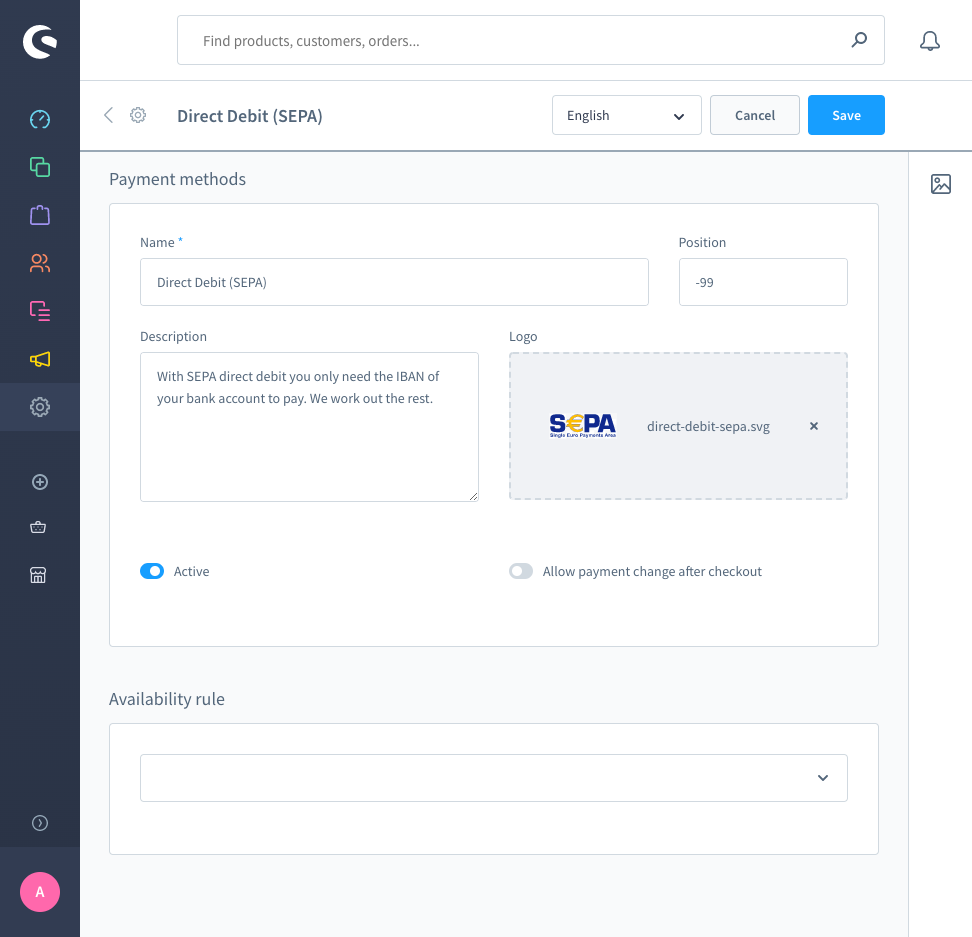 Find products, customers, orders...
Direct Debit (SEPA)
English
Cancel
Save
Payment methods
Name *
Position
Direct Debit (SEPA)
-99
Description
Logo
With SEPA direct debit you only need the IBAN of
your bank account to pay. We work out the rest.
S€PA
Single Euro Payments Area
direct-debit-sepa.svg
Active
Allow payment change after checkout
Availability rule
A